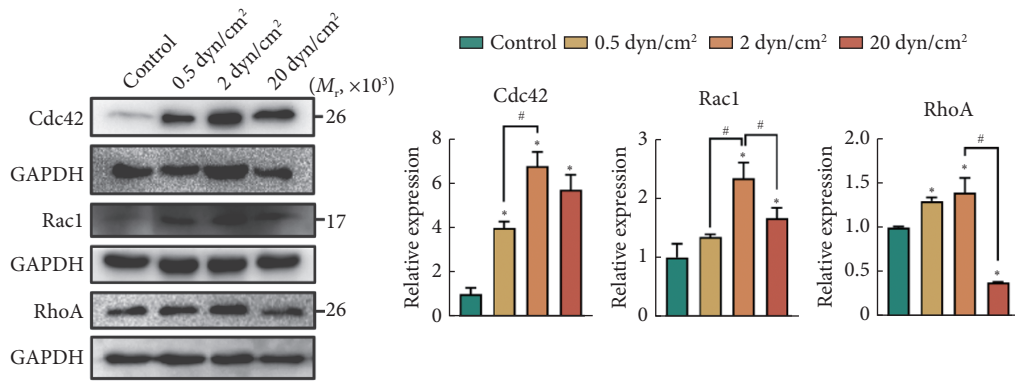 Control
0.5 dyn/cm²
2 dyn/cm²
20 dyn/cm²
(Mr, ×10³)
Cdc42
26
GAPDH
Rac1
17
GAPDH
RhoA
26
GAPDH
Control 0.5 dyn/cm² 2 dyn/cm² 20 dyn/cm²
Cdc42
Relative expression
8
6
4
2
0
*
#
*
*
Rac1
Relative expression
3
2
1
0
#
*
#
*
RhoA
Relative expression
2.0
1.5
1.0
0.5
0.0
*
*
#
*